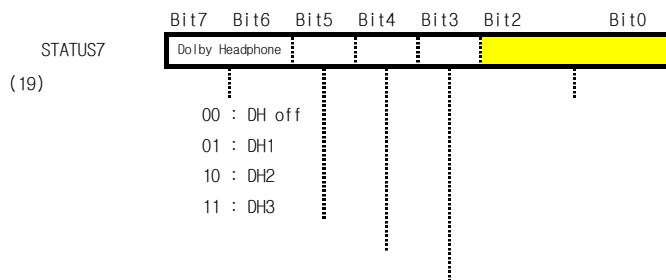 Bit7 Bit6 Bit5 Bit4 Bit3 Bit2 Bit0
STATUS7 Dolby Headphone
(19)
00 : DH off
01 : DH1
10 : DH2
11 : DH3